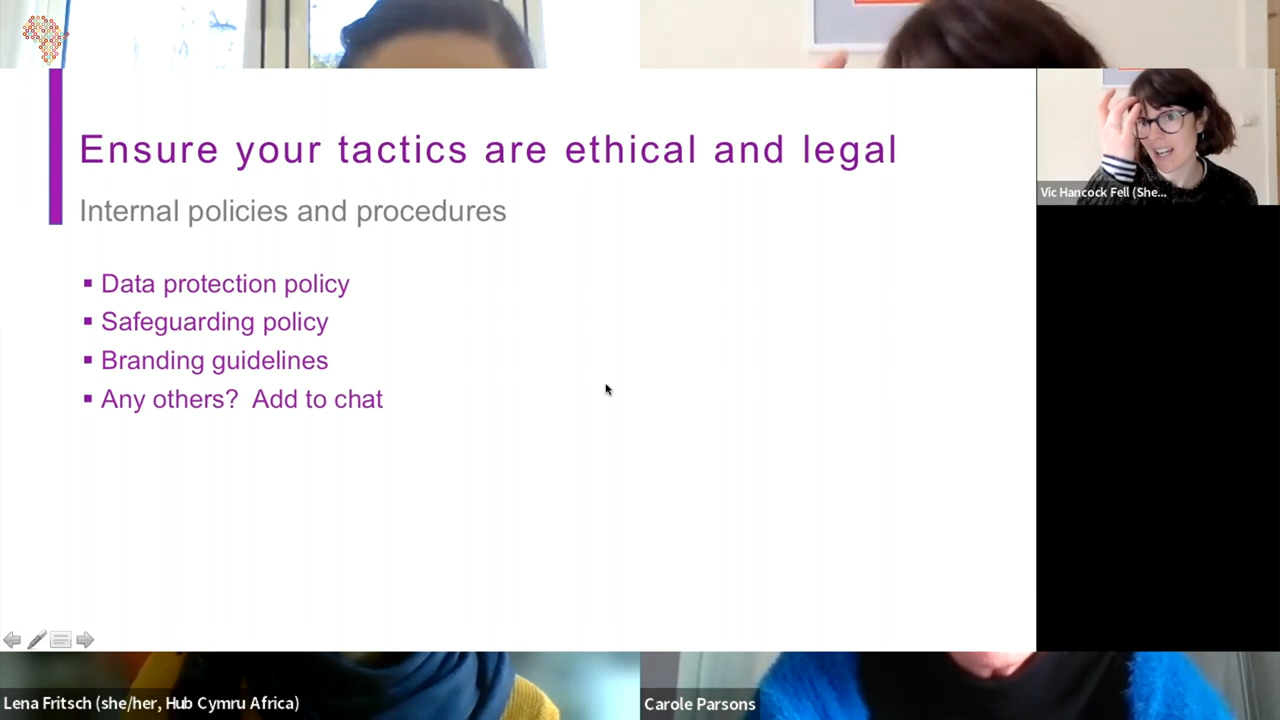 Ensure your tactics are ethical and legal
Internal policies and procedures
Data protection policy
Safeguarding policy
Branding guidelines
Any others? Add to chat
Vic Hancock Fell (She...
Lena Fritsch (she/her, Hub Cymru Africa)
Carole Parsons